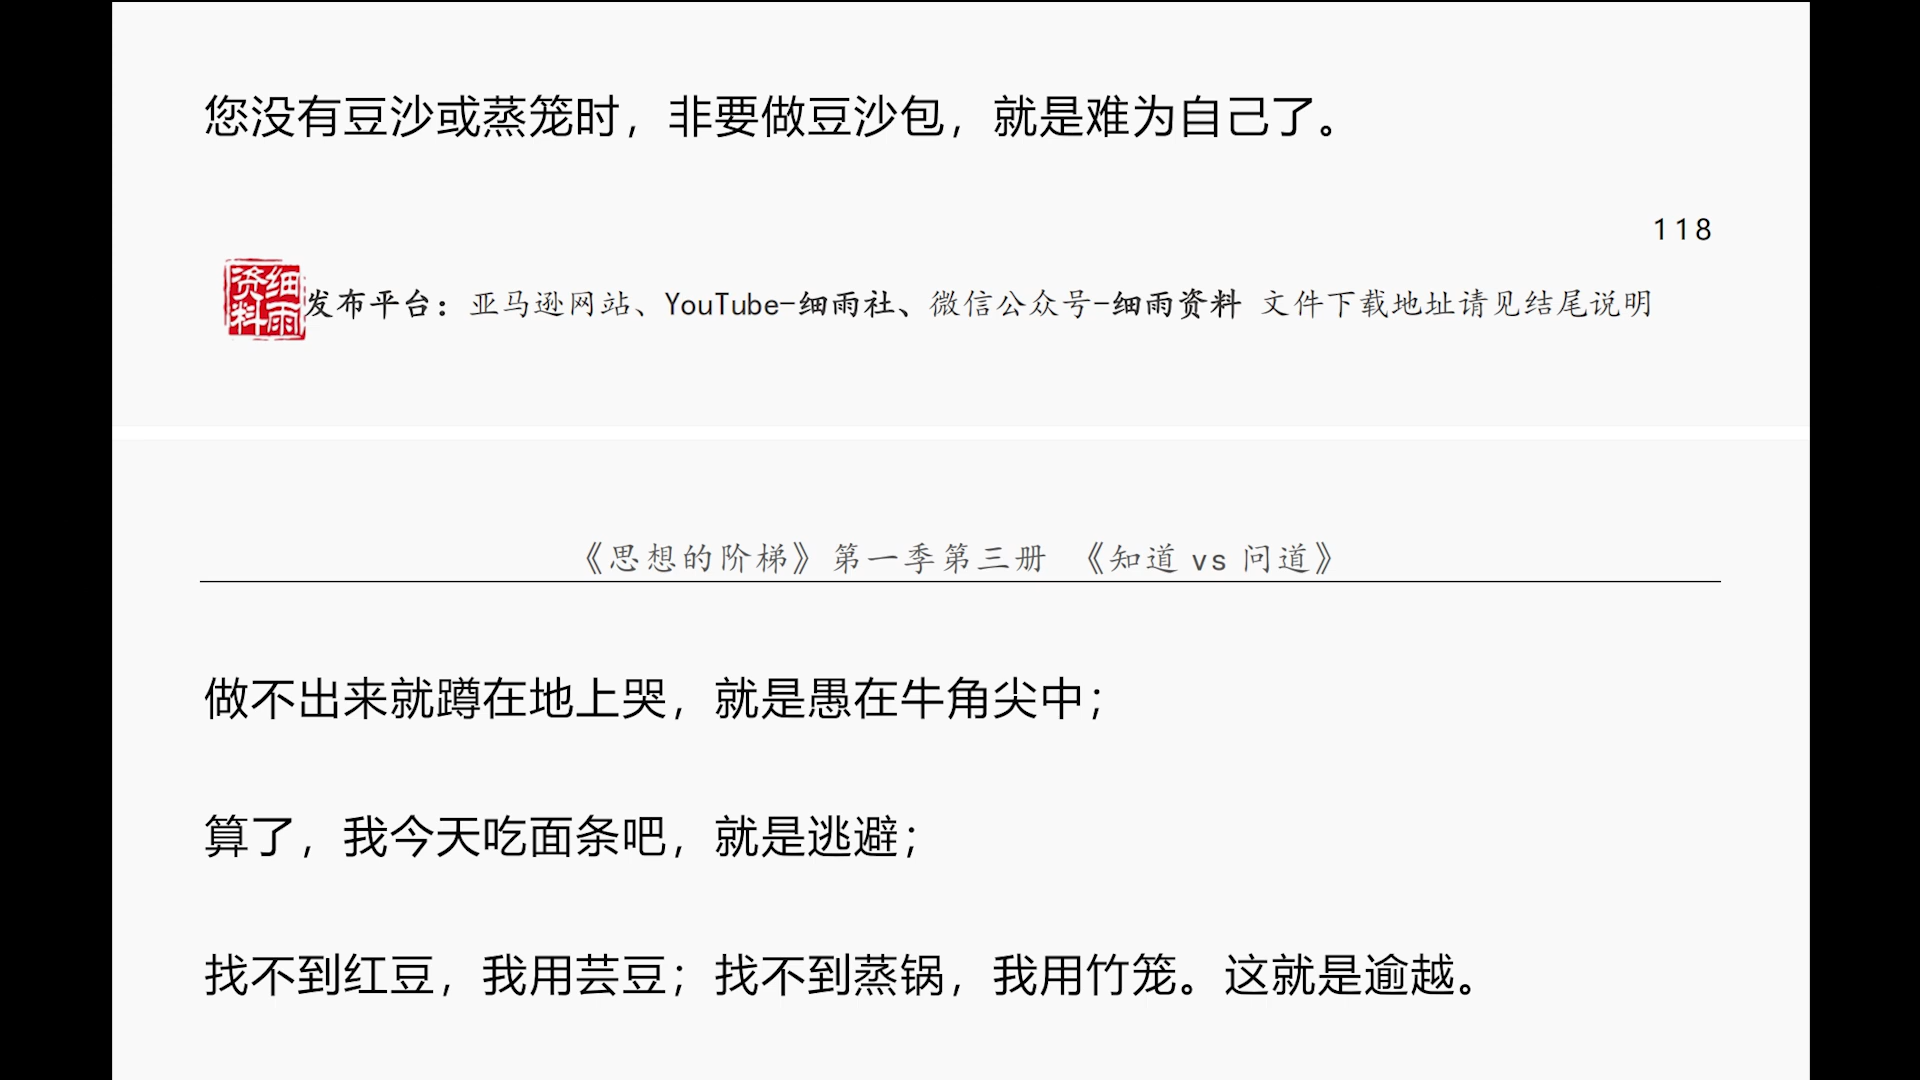 您没有豆沙或蒸笼时，非要做豆沙包，就是难为自己了。
118
细雨资料
发布平台：亚马逊网站、YouTube-细雨社、微信公众号-细雨资料 文件下载地址请见结尾说明
《思想的阶梯》第一季第三册 《知道 vs 问道》
做不出来就蹲在地上哭，就是愚在牛角尖中；
算了，我今天吃面条吧，就是逃避；
找不到红豆，我用芸豆；找不到蒸锅，我用竹笼。这就是逾越。